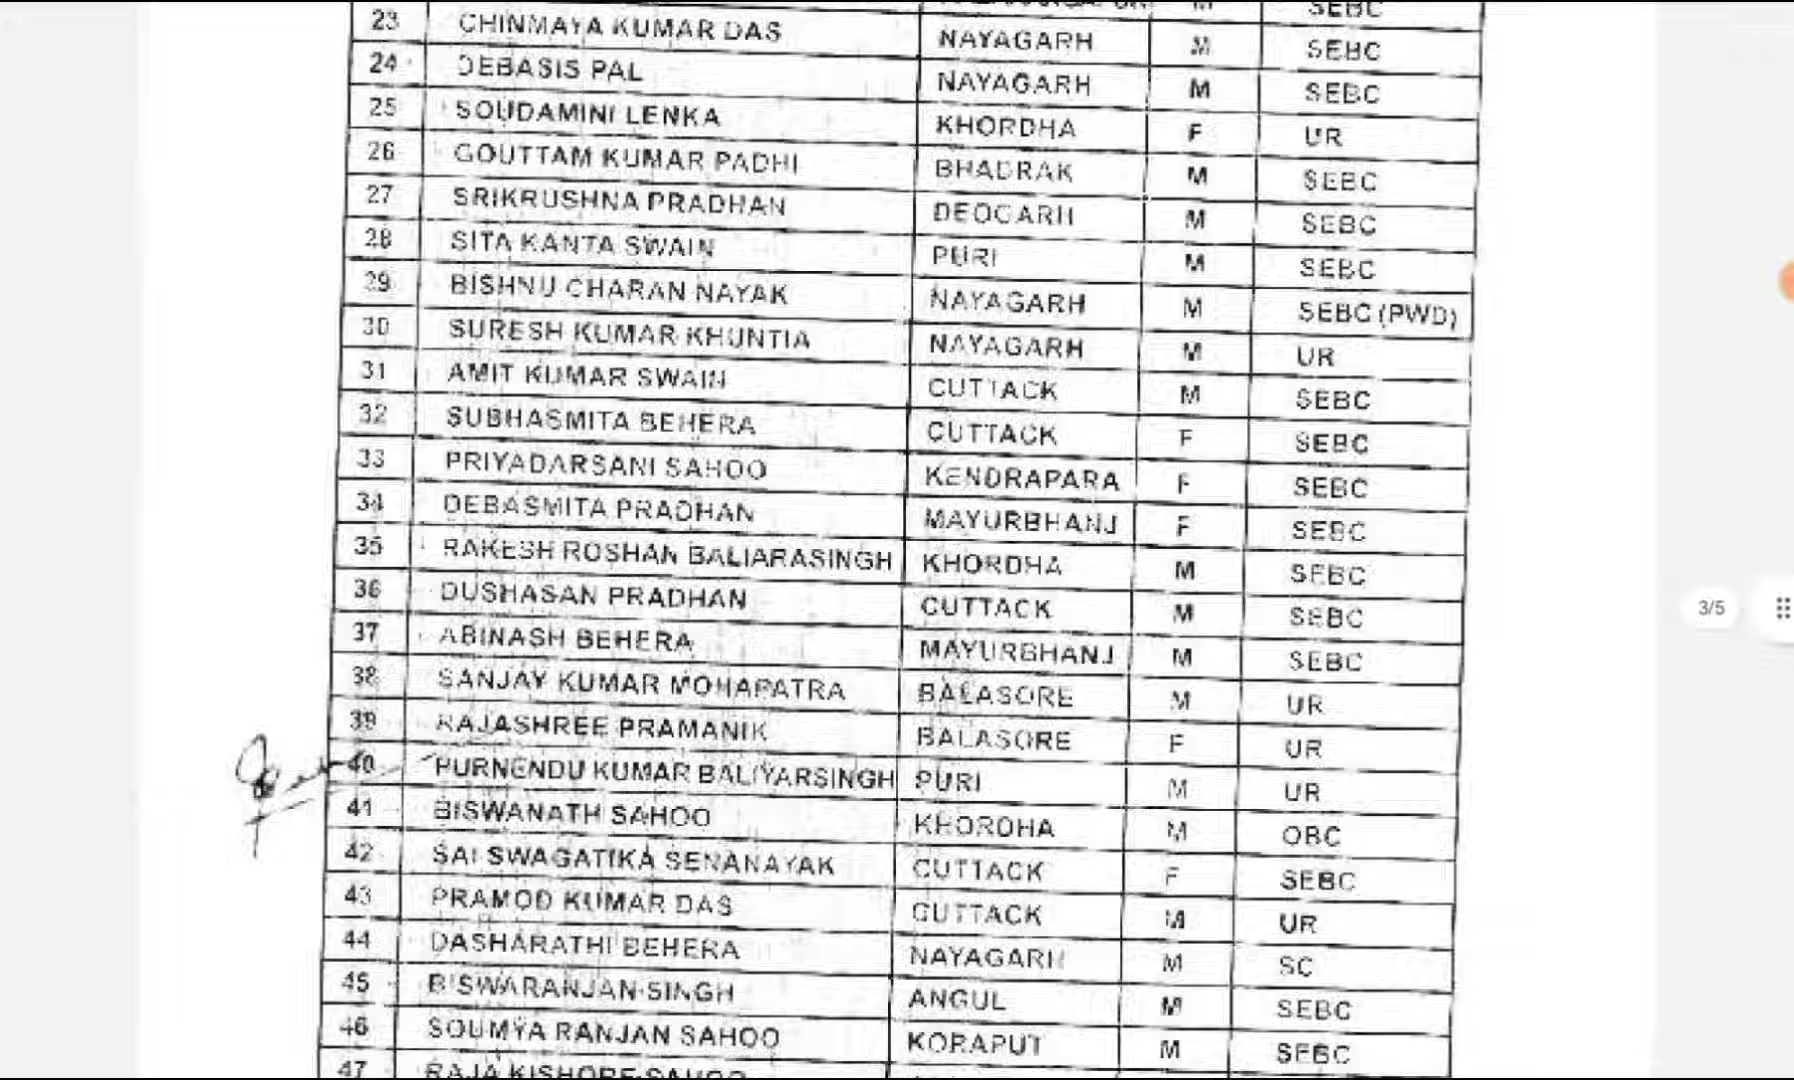 SEBC
23 CHINMAYA KUMAR DAS NAYAGARH M SEBC
24 DEBASIS PAL NAYAGARH M SEBC
25 SOUDAMINI LENKA KHORDHA F UR
26 GOUTTAM KUMAR PADHI BHADRAK M SEBC
27 SRIKRUSHNA PRADHAN DEOGARH M SEBC
28 SITA KANTA SWAIN PURI M SEBC
29 BISHNU CHARAN NAYAK NAYAGARH M SEBC (PWD)
30 SURESH KUMAR KHUNTIA NAYAGARH M UR
31 AMIT KUMAR SWAIN CUTTACK M SEBC
32 SUBHASMITA BEHERA CUTTACK F SEBC
33 PRIYADARSANI SAHOO KENDRAPARA F SEBC
34 DEBASMITA PRADHAN MAYURBHANJ F SEBC
35 RAKESH ROSHAN BALIARASINGH KHORDHA M SEBC
36 DUSHASAN PRADHAN CUTTACK M SEBC
37 ABINASH BEHERA MAYURBHANJ M SEBC
38 SANJAY KUMAR MOHAPATRA BALASORE M UR
39 RAJASHREE PRAMANIK BALASORE F UR
40 PURNENDU KUMAR BALIYARSINGH PURI M UR
41 BISWANATH SAHOO KHORDHA M OBC
42 SAI SWAGATIKA SENANAYAK CUTTACK F SEBC
43 PRAMOD KUMAR DAS CUTTACK M UR
44 DASHARATHI BEHERA NAYAGARH M SC
45 BISWARANJAN SINGH ANGUL M SEBC
46 SOUMYA RANJAN SAHOO KORAPUT M SEBC
47 RAJA KISHORE SAHOO
3/5